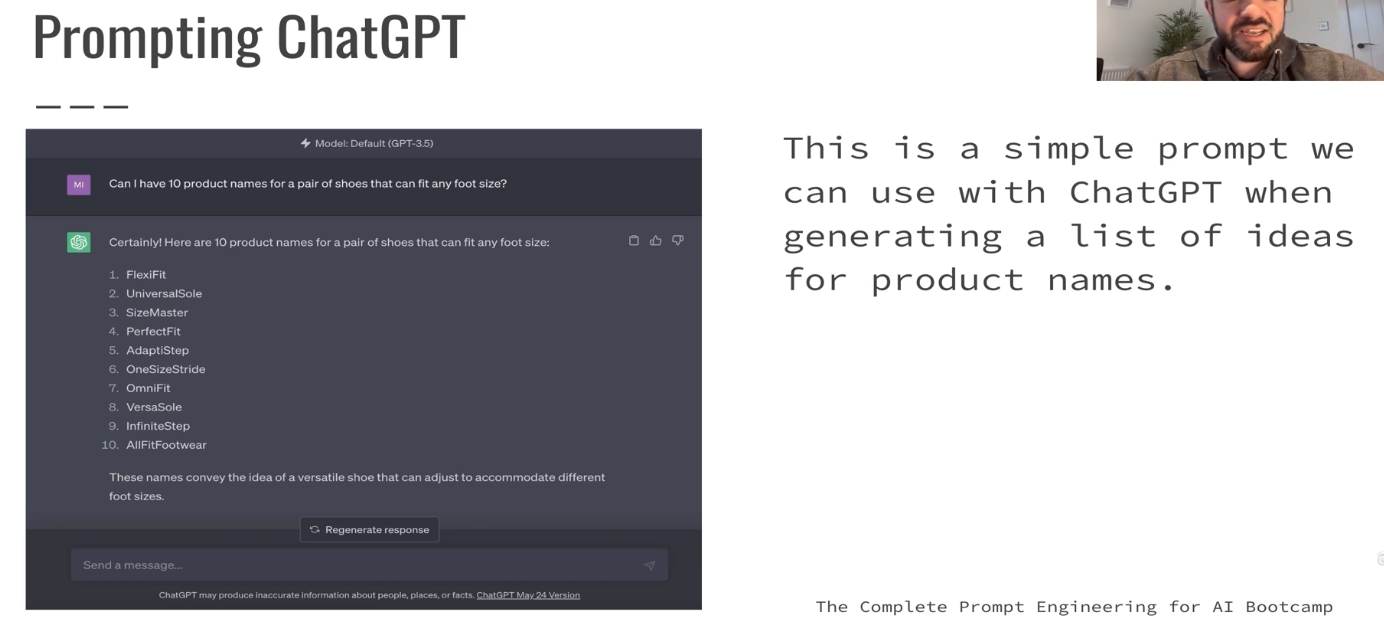 Prompting ChatGPT
Model: Default (GPT-3.5)
MI
Can I have 10 product names for a pair of shoes that can fit any foot size?
Certainly! Here are 10 product names for a pair of shoes that can fit any foot size:
1. FlexiFit
2. UniversalSole
3. SizeMaster
4. PerfectFit
5. AdaptiStep
6. OneSizeStride
7. OmniFit
8. VersaSole
9. InfiniteStep
10. AllFitFootwear
These names convey the idea of a versatile shoe that can adjust to accommodate different
foot sizes.
Regenerate response
Send a message...
ChatGPT may produce inaccurate information about people, places, or facts. ChatGPT May 24 Version
This is a simple prompt we
can use with ChatGPT when
generating a list of ideas
for product names.
The Complete Prompt Engineering for AI Bootcamp